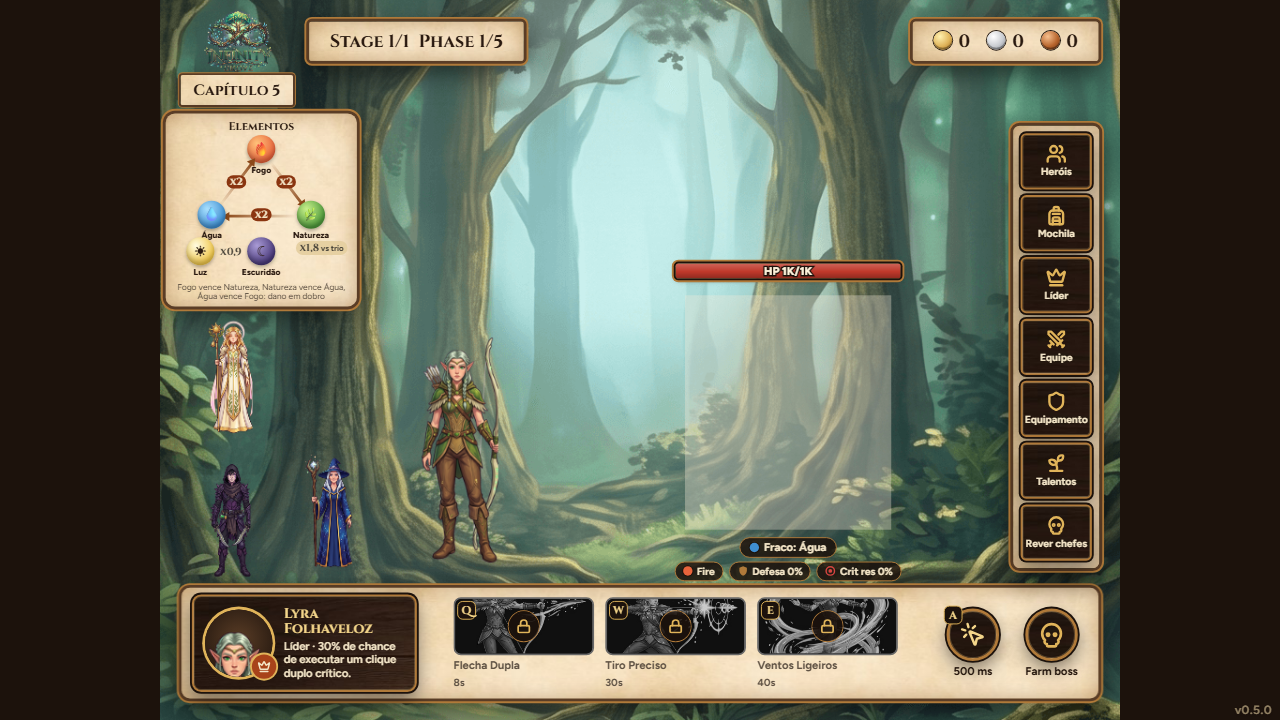 Stage 1/1 Phase 1/5
0 0 0
Capítulo 5
Elementos
Fogo
x2 x2
x2
Água Natureza
x0,9
x1,8 vs trio
Luz Escuridão
Fogo vence Natureza, Natureza vence Água,
Água vence Fogo: dano em dobro
Heróis
Mochila
Líder
Equipe
Equipamento
Talentos
Rever chefes
HP 1K/1K
Fraco: Água
Fire Defesa 0% Crit res 0%
Lyra
Folhaveloz
Líder · 30% de chance
de executar um clique
duplo crítico.
Q W E
Flecha Dupla Tiro Preciso Ventos Ligeiros
8s 30s 40s
A
500 ms Farm boss
v0.5.0